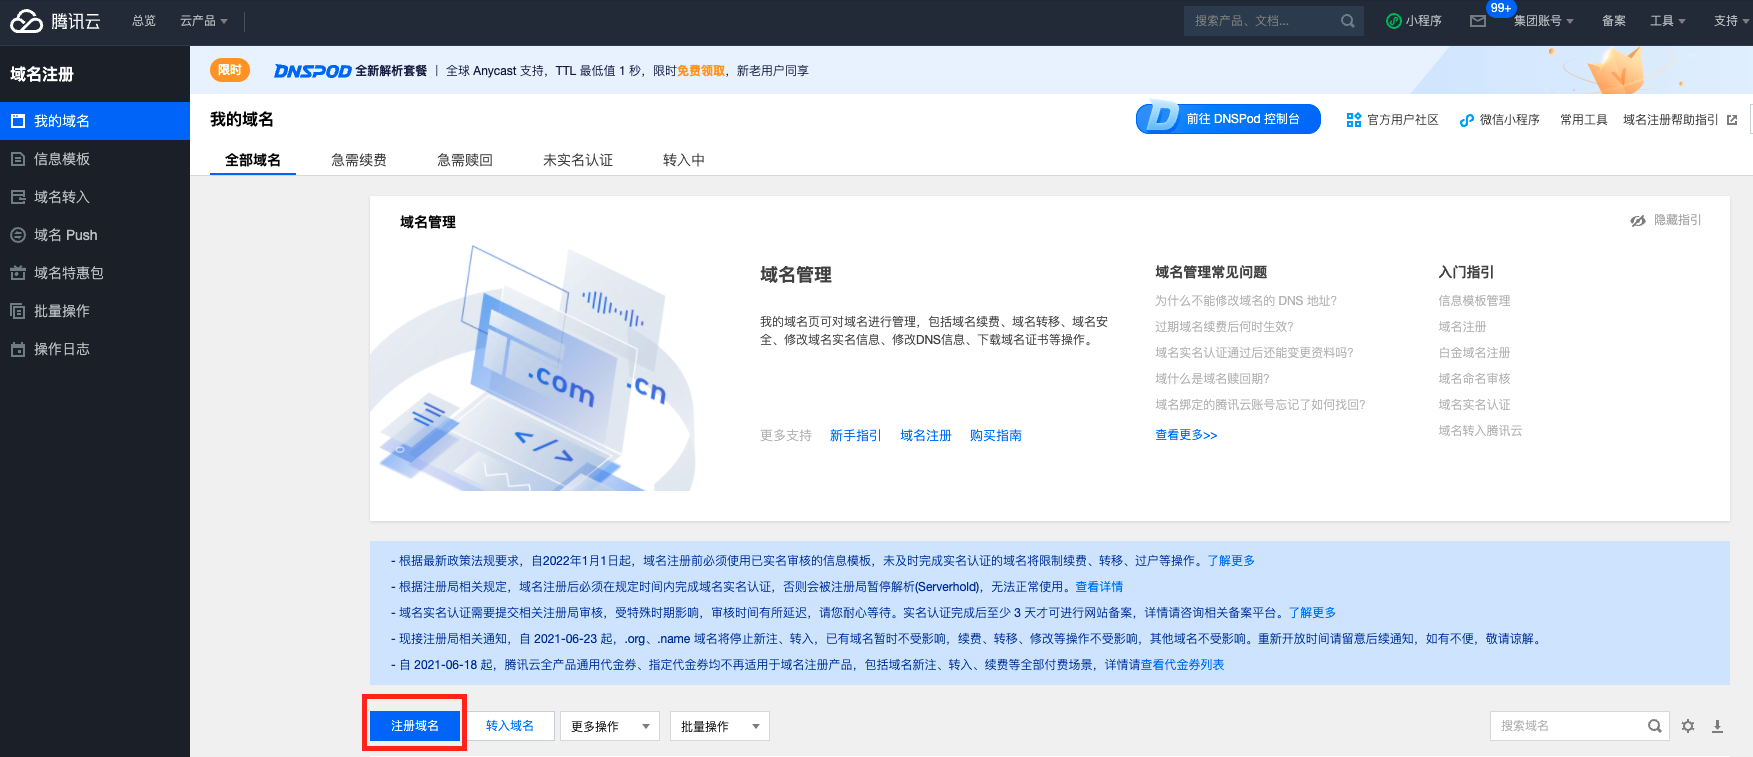 腾讯云
总览
云产品
搜索产品、文档...
小程序
99+
集团账号
备案
工具
支持
域名注册
我的域名
信息模板
域名转入
域名 Push
域名特惠包
批量操作
操作日志
限时
DNSPOD 全新解析套餐 | 全球 Anycast 支持，TTL 最低值 1 秒，限时免费领取，新老用户同享
我的域名
D 前往 DNSPod 控制台
官方用户社区
微信小程序
常用工具
域名注册帮助指引
全部域名
急需续费
急需赎回
未实名认证
转入中
域名管理
隐藏指引
.com
.cn
</>
域名管理
我的域名页可对域名进行管理，包括域名续费、域名转移、域名安
全、修改域名实名信息、修改DNS信息、下载域名证书等操作。
更多支持 新手指引 域名注册 购买指南
域名管理常见问题
为什么不能修改域名的 DNS 地址?
过期域名续费后何时生效?
域名实名认证通过后还能变更资料吗?
域什么是域名赎回期?
域名绑定的腾讯云账号忘记了如何找回?
查看更多>>
入门指引
信息模板管理
域名注册
白金域名注册
域名命名审核
域名实名认证
域名转入腾讯云
- 根据最新政策法规要求，自2022年1月1日起，域名注册前必须使用已实名审核的信息模板，未及时完成实名认证的域名将限制续费、转移、过户等操作。了解更多
- 根据注册局相关规定，域名注册后必须在规定时间内完成域名实名认证，否则会被注册局暂停解析(Serverhold)，无法正常使用。查看详情
- 域名实名认证需要提交相关注册局审核，受特殊时期影响，审核时间有所延迟，请您耐心等待。实名认证完成后至少 3 天才可进行网站备案，详情请咨询相关备案平台。了解更多
- 现接注册局相关通知，自 2021-06-23 起，.org、.name 域名将停止新注、转入，已有域名暂时不受影响，续费、转移、修改等操作不受影响，其他域名不受影响。重新开放时间请留意后续通知，如有不便，敬请谅解。
- 自 2021-06-18 起，腾讯云全产品通用代金券、指定代金券均不再适用于域名注册产品，包括域名新注、转入、续费等全部付费场景，详情请查看代金券列表
注册域名
转入域名
更多操作
批量操作
搜索域名